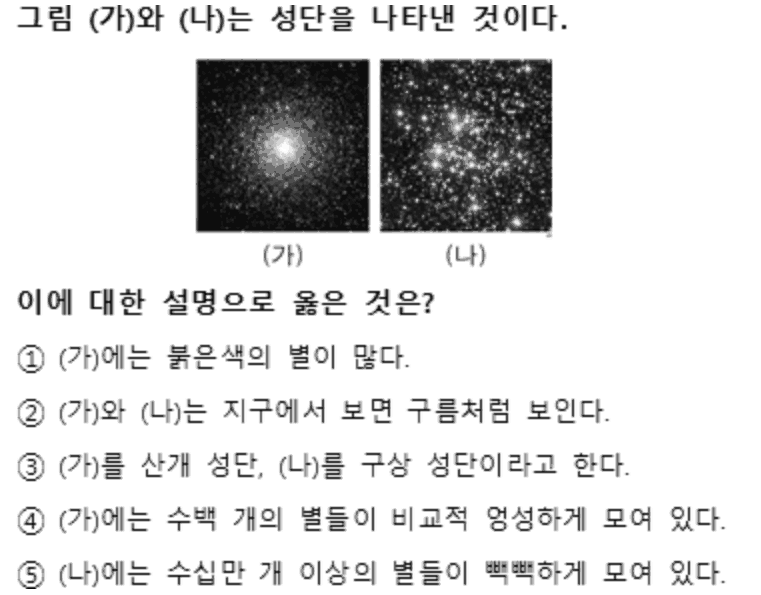 그림 (가)와 (나)는 성단을 나타낸 것이다.
(가) (나)
이에 대한 설명으로 옳은 것은?
① (가)에는 붉은색의 별이 많다.
② (가)와 (나)는 지구에서 보면 구름처럼 보인다.
③ (가)를 산개 성단, (나)를 구상 성단이라고 한다.
④ (가)에는 수백 개의 별들이 비교적 엉성하게 모여 있다.
⑤ (나)에는 수십만 개 이상의 별들이 빽빽하게 모여 있다.